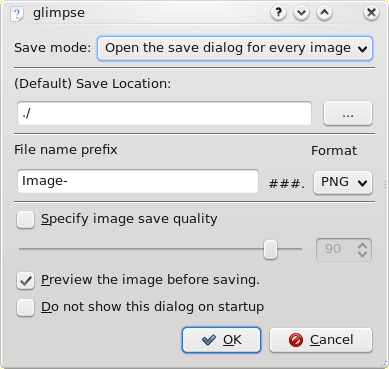 glimpse
Save mode: Open the save dialog for every image
(Default) Save Location:
./ ...
File name prefix Format
Image- ###. PNG
Specify image save quality
90
Preview the image before saving.
Do not show this dialog on startup
OK Cancel